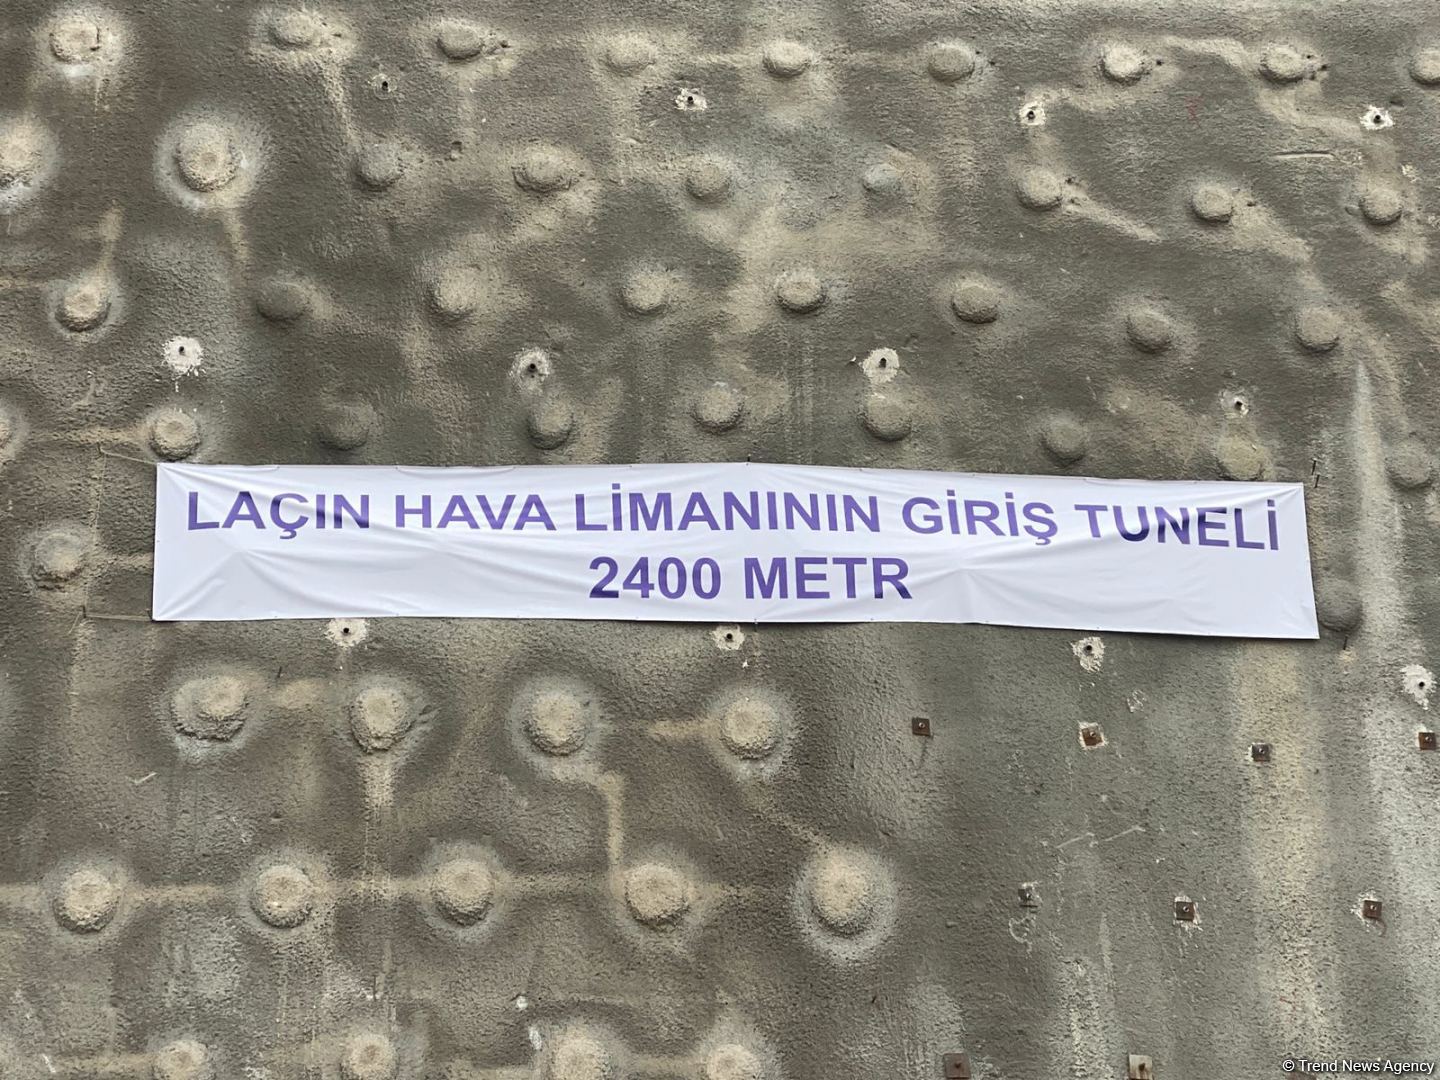 LAÇIN HAVA LİMANININ GİRİŞ TUNELİ
2400 METR
© Trend News Agency